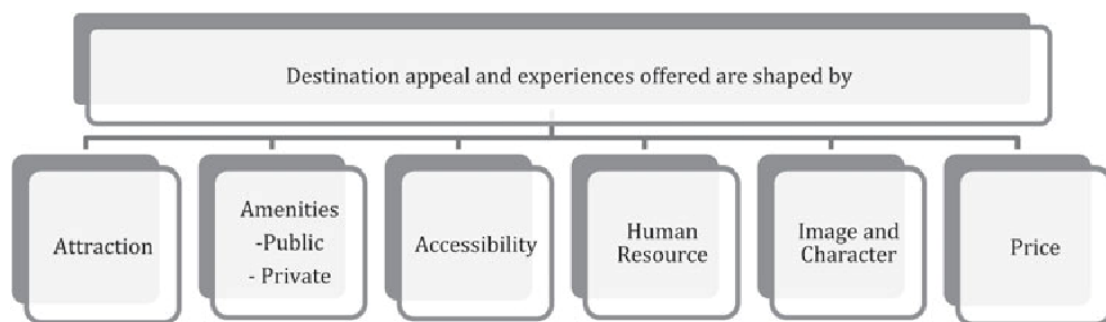 Destination appeal and experiences offered are shaped by
Attraction
Amenities
-Public
- Private
Accessibility
Human
Resource
Image and
Character
Price